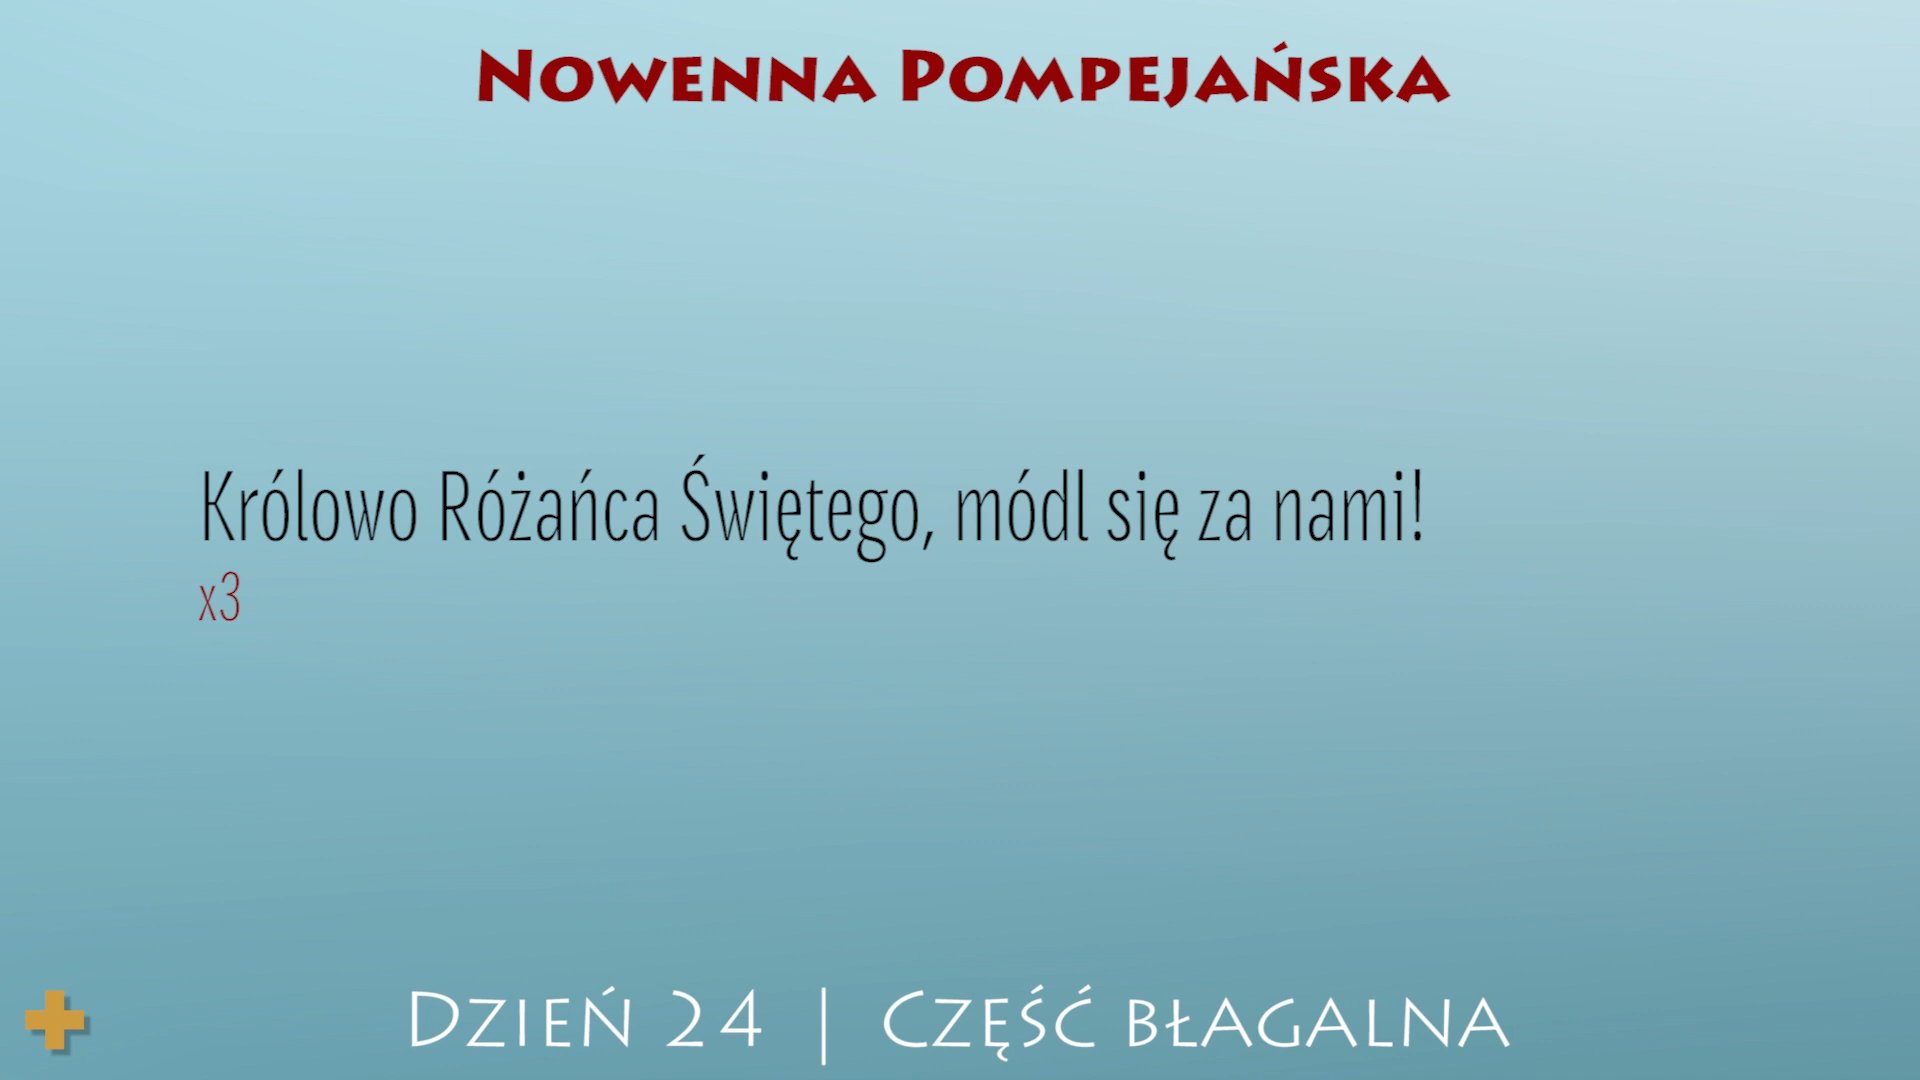 Nowenna Pompejańska
Królowo Różańca Świętego, módl się za nami!
x3
Dzień 24 | Część błagalna